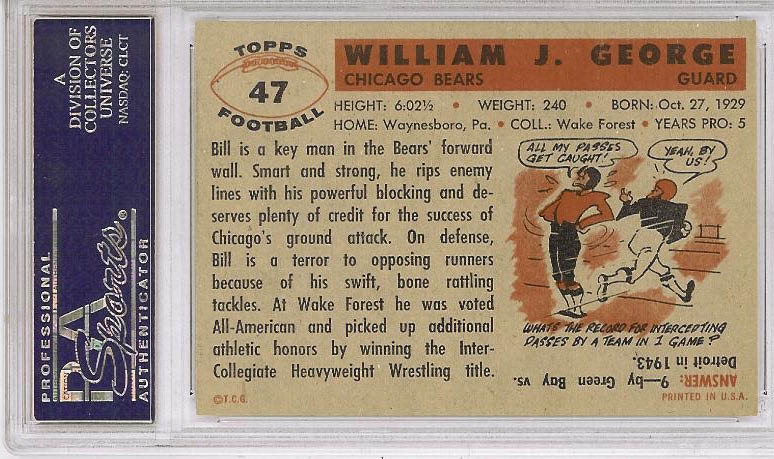 A
DIVISION OF
COLLECTORS
UNIVERSE
NASDAQ: CLCT
PROFESSIONAL
PSA
Sports®
AUTHENTICATOR
TOPPS
47
FOOTBALL
WILLIAM J. GEORGE
CHICAGO BEARS GUARD
HEIGHT: 6:02½ • WEIGHT: 240 • BORN: Oct. 27, 1929
HOME: Waynesboro, Pa. • COLL.: Wake Forest • YEARS PRO: 5
Bill is a key man in the Bears' forward
wall. Smart and strong, he rips enemy
lines with his powerful blocking and de-
serves plenty of credit for the success of
Chicago's ground attack. On defense,
Bill is a terror to opposing runners
because of his swift, bone rattling
tackles. At Wake Forest he was voted
All-American and picked up additional
athletic honors by winning the Inter-
Collegiate Heavyweight Wrestling title.
©T.C.G.
ALL MY PASSES
GET CAUGHT!
YEAH, BY
US!
WHATS THE RECORD FOR INTERCEPTING
PASSES BY A TEAM IN 1 GAME?
ANSWER: 9—by Green Bay vs.
Detroit in 1943.
PRINTED IN U.S.A.